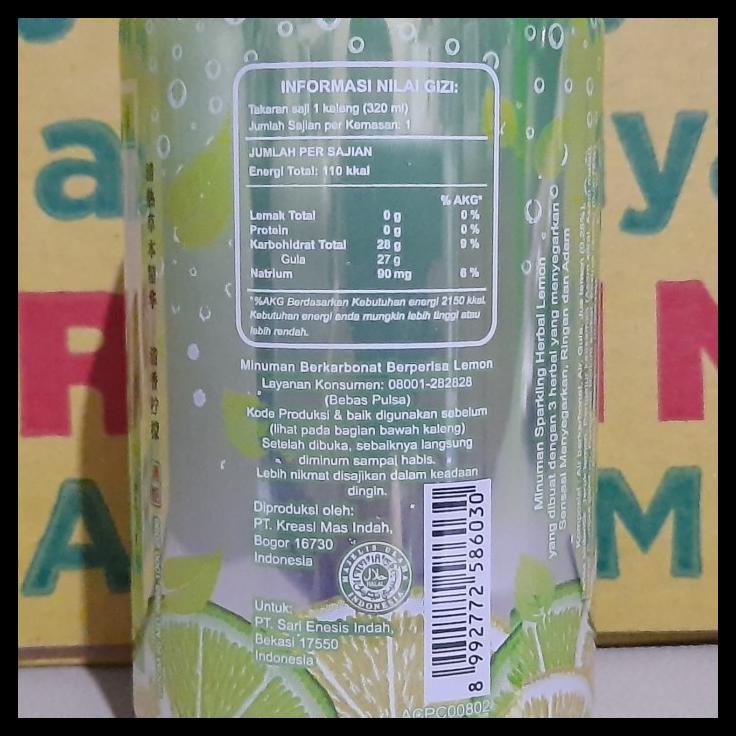 INFORMASI NILAI GIZI:
Takaran saji 1 kaleng (320 ml)
Jumlah Sajian per Kemasan: 1
JUMLAH PER SAJIAN
Energi Total: 110 kkal
% AKG*
Lemak Total 0 g 0 %
Protein 0 g 0 %
Karbohidrat Total 28 g 9 %
Gula 27 g
Natrium 90 mg 6 %
*%AKG Berdasarkan Kebutuhan energi 2150 kkal.
Kebutuhan energi anda mungkin lebih tinggi atau
lebih rendah.
Minuman Berkarbonat Berperisa Lemon
Layanan Konsumen: 08001-282828
(Bebas Pulsa)
Kode Produksi & baik digunakan sebelum
(lihat pada bagian bawah kaleng)
Setelah dibuka, sebaiknya langsung
diminum sampai habis.
Lebih nikmat disajikan dalam keadaan
dingin.
Diproduksi oleh:
PT. Kreasi Mas Indah,
Bogor 16730
Indonesia
MAJELIS ULAMA
HALAL
INDONESIA
Untuk:
PT. Sari Enesis Indah,
Bekasi 17550
Indonesia
8 992772 586030
ACPC00802
Minuman Sparkling Herbal Lemon
yang dibuat dengan 3 herbal yang menyegarkan
Sensasi Menyegarkan, Ringan dan Adem
a
y
R
N
A
M